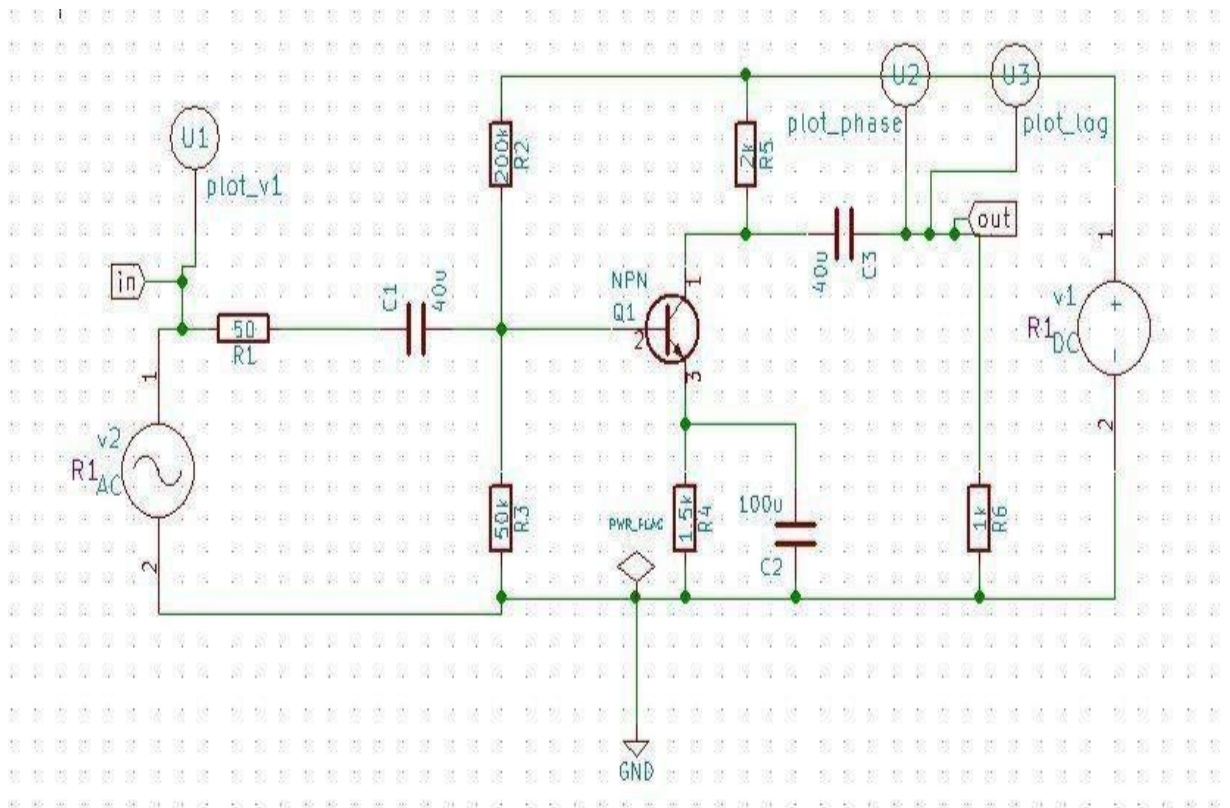 U1
plot_v1
in
50
R1
C1
40u
200k
R2
2k
R5
U2
plot_phase
U3
plot_log
out
NPN
Q1
1
2
3
40u
C3
v1
R1
DC
+
-
1
2
v2
R1
AC
1
2
50k
R3
PWR_FLAG
1.5k
R4
100u
C2
1k
R6
GND